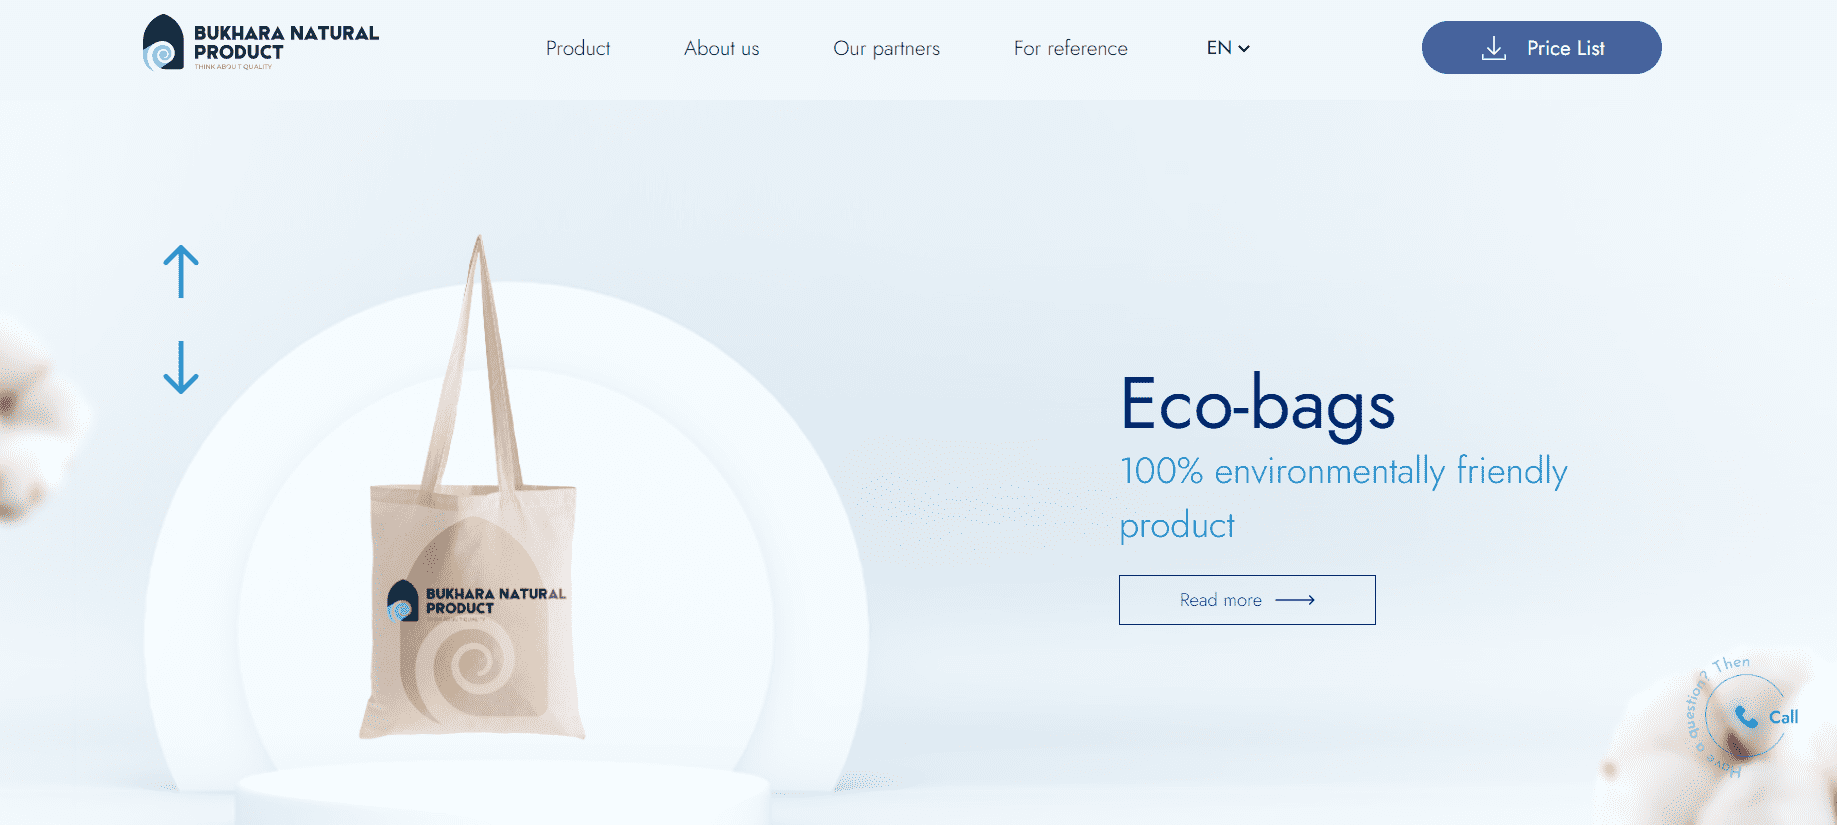 BUKHARA NATURAL
PRODUCT
THINK ABOUT QUALITY
Product
About us
Our partners
For reference
EN
Price List
Eco-bags
100% environmentally friendly
product
Read more
BUKHARA NATURAL
PRODUCT
Have a question? Then
Call